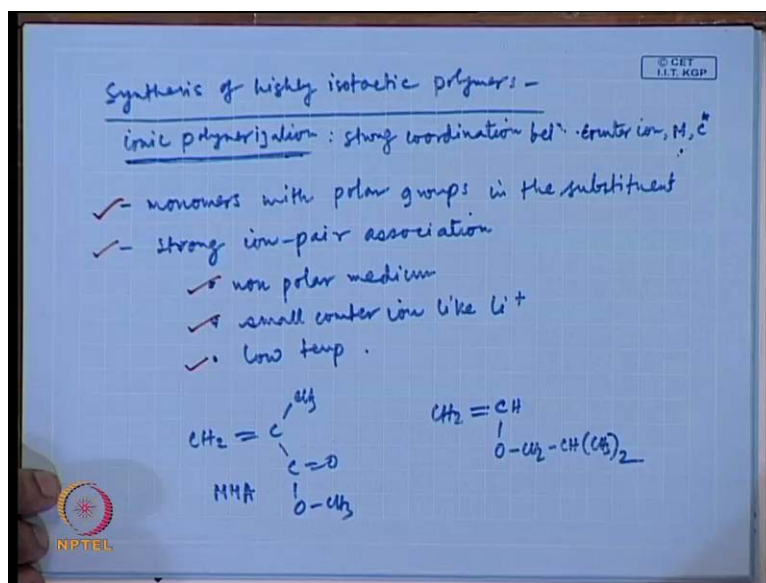 © CET
I.I.T. KGP
Synthesis of highly isotactic polymers -
ionic polymerization : strong coordination betn counter ion, M, C*
- monomers with polar groups in the substituent
- strong ion-pair association
• non polar medium
• small counter ion like Li+
• low temp.
CH3
CH2 = C
C=O
O-CH3
MMA
CH2 = CH
O-CH2-CH(CH3)2
NPTEL